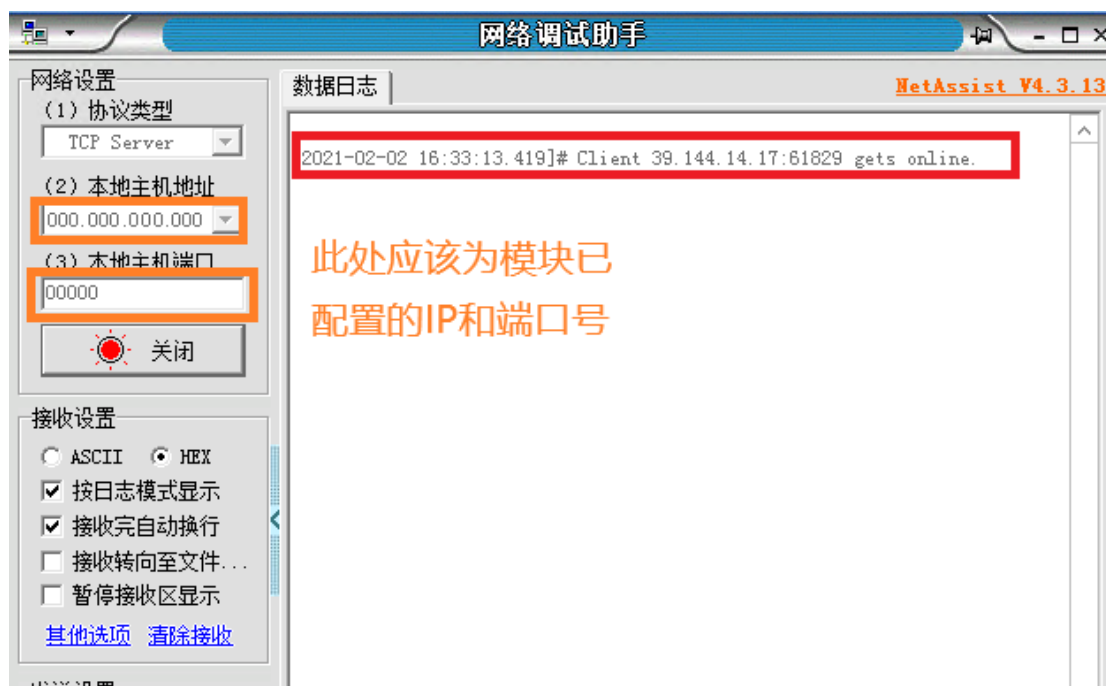 网络调试助手
网络设置
(1) 协议类型
TCP Server
(2) 本地主机地址
000.000.000.000
(3) 本地主机端口
00000
关闭
接收设置
ASCII HEX
按日志模式显示
接收完自动换行
接收转向至文件...
暂停接收区显示
其他选项 清除接收
数据日志
NetAssist V4.3.13
2021-02-02 16:33:13.419]# Client 39.144.14.17:61829 gets online.
此处应该为模块已
配置的IP和端口号